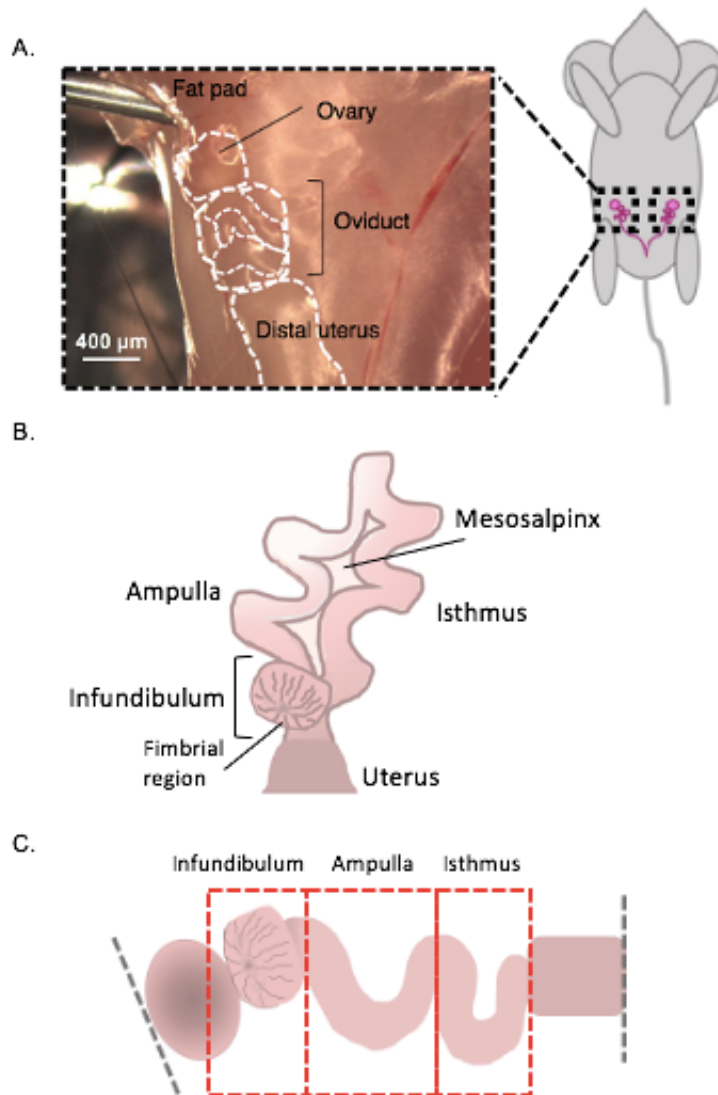 A.
Fat pad
Ovary
Oviduct
Distal uterus
400 µm
B.
Mesosalpinx
Ampulla
Isthmus
Infundibulum
Fimbrial
region
Uterus
C.
Infundibulum Ampulla Isthmus